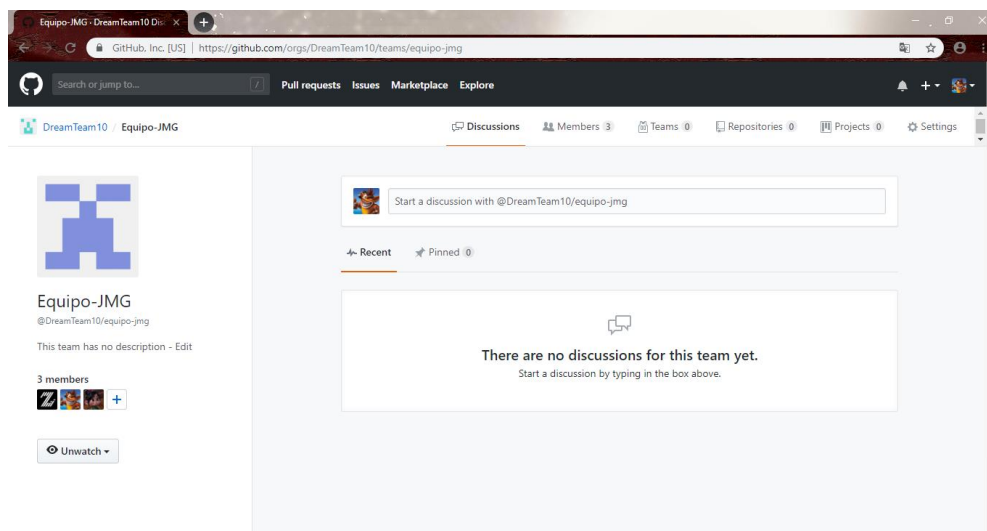 Equipo-JMG · DreamTeam10 Dis
GitHub, Inc. [US] | https://github.com/orgs/DreamTeam10/teams/equipo-jmg
Search or jump to... /
Pull requests Issues Marketplace Explore
DreamTeam10 / Equipo-JMG
Discussions Members 3 Teams 0 Repositories 0 Projects 0 Settings
Start a discussion with @DreamTeam10/equipo-jmg
Recent Pinned 0
Equipo-JMG
@DreamTeam10/equipo-jmg
This team has no description - Edit
3 members
+
Unwatch
There are no discussions for this team yet.
Start a discussion by typing in the box above.